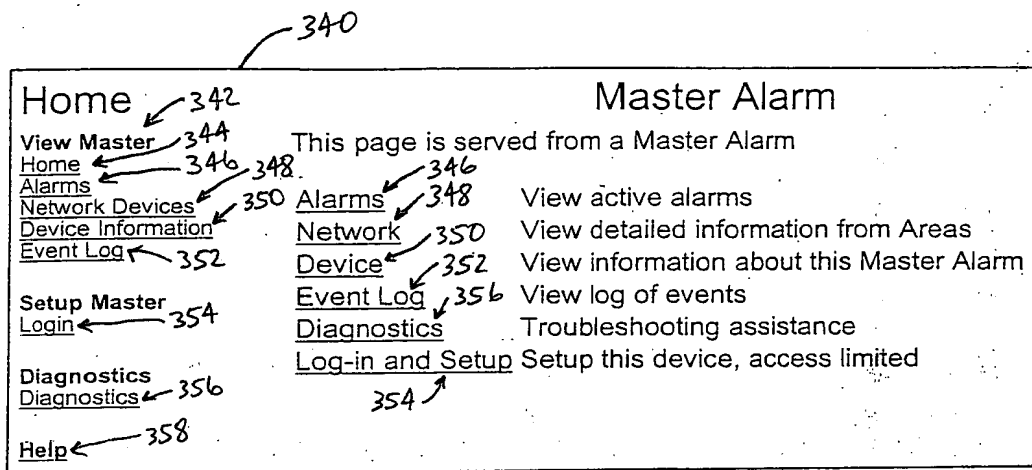 340
Home 342 Master Alarm
View Master 344 This page is served from a Master Alarm
Home 346
Alarms 348 346
Network Devices 350 Alarms 348 View active alarms
Device Information Network 350 View detailed information from Areas
Event Log 352 Device 352 View information about this Master Alarm
Event Log 356 View log of events
Setup Master
Login 354 Diagnostics Troubleshooting assistance
Log-in and Setup Setup this device, access limited
Diagnostics
Diagnostics 356 354
Help 358